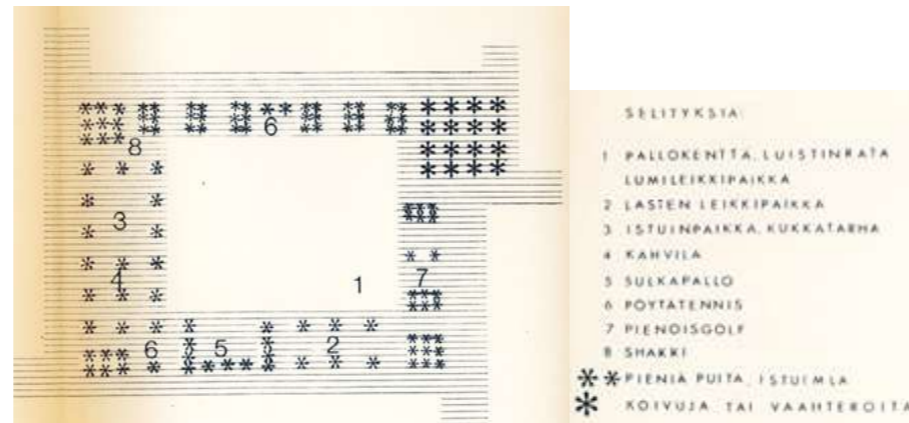 6
8
3
4
1
7
6 5 2
SELITYKSIÄ
1 PALLOKENTTÄ, LUISTINRATA
LUMILEIKKIPAIKKA
2 LASTEN LEIKKIPAIKKA
3 ISTUINPAIKKA, KUKKATARHA
4 KAHVILA
5 SULKAPALLO
6 PÖYTÄTENNIS
7 PIENOISGOLF
8 SHAKKI
** PIENIÄ PUITA, ISTUIMIA
* KOIVUJA TAI VAAHTEROITA